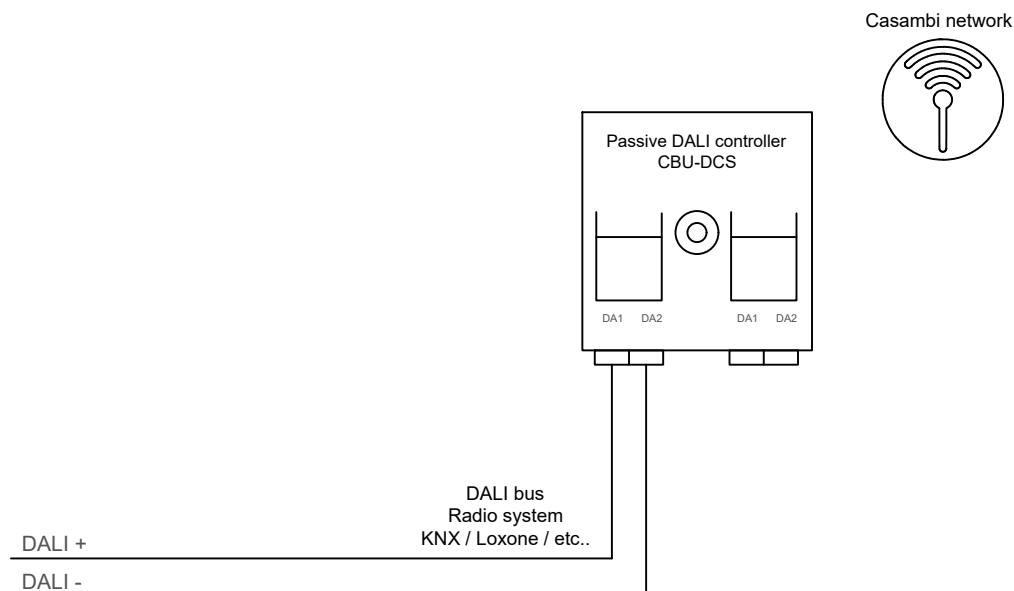 Casambi network
Passive DALI controller
CBU-DCS
DA1 DA2 DA1 DA2
DALI bus
Radio system
KNX / Loxone / etc..
DALI +
DALI -